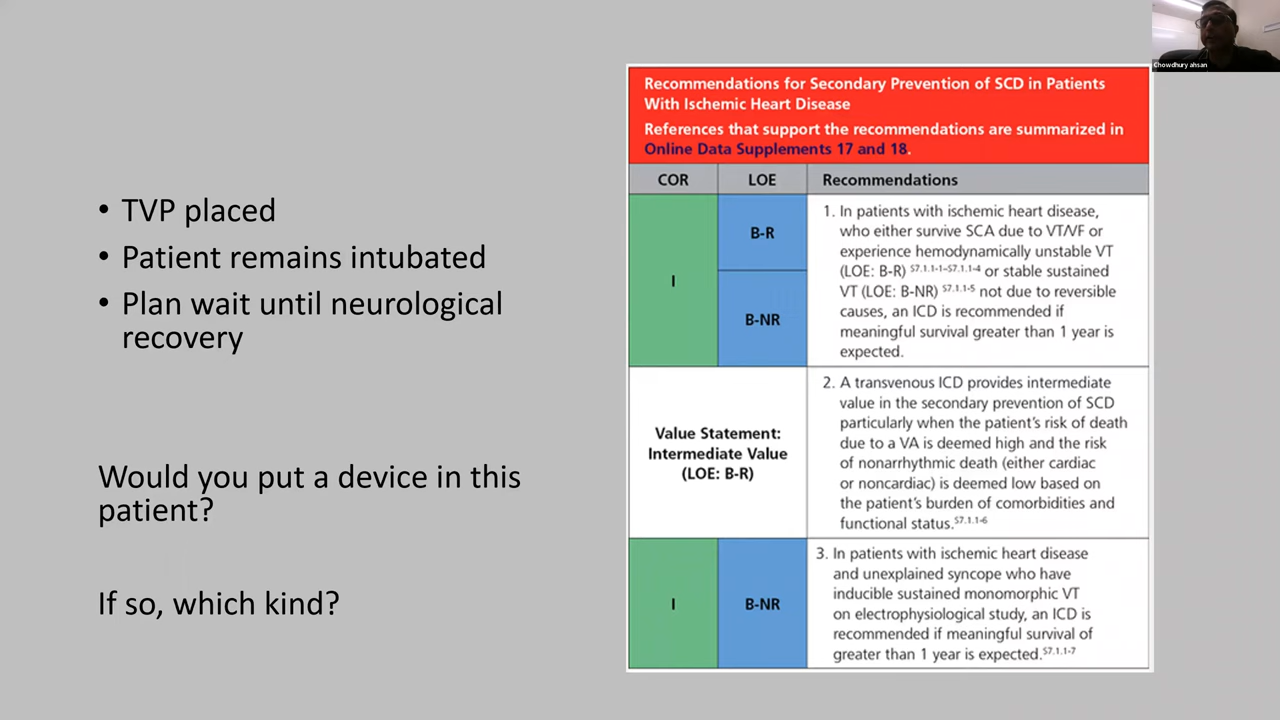 Chowdhury ahsan
• TVP placed
• Patient remains intubated
• Plan wait until neurological
recovery
Would you put a device in this
patient?
If so, which kind?
Recommendations for Secondary Prevention of SCD in Patients
With Ischemic Heart Disease
References that support the recommendations are summarized in
Online Data Supplements 17 and 18.
COR LOE Recommendations
I
B-R
B-NR
1. In patients with ischemic heart disease,
who either survive SCA due to VT/VF or
experience hemodynamically unstable VT
(LOE: B-R) S7.1.1-1–S7.1.1-4 or stable sustained
VT (LOE: B-NR) S7.1.1-5 not due to reversible
causes, an ICD is recommended if
meaningful survival greater than 1 year is
expected.
Value Statement:
Intermediate Value
(LOE: B-R)
2. A transvenous ICD provides intermediate
value in the secondary prevention of SCD
particularly when the patient's risk of death
due to a VA is deemed high and the risk
of nonarrhythmic death (either cardiac
or noncardiac) is deemed low based on
the patient's burden of comorbidities and
functional status.S7.1.1-6
I
B-NR
3. In patients with ischemic heart disease
and unexplained syncope who have
inducible sustained monomorphic VT
on electrophysiological study, an ICD is
recommended if meaningful survival of
greater than 1 year is expected.S7.1.1-7